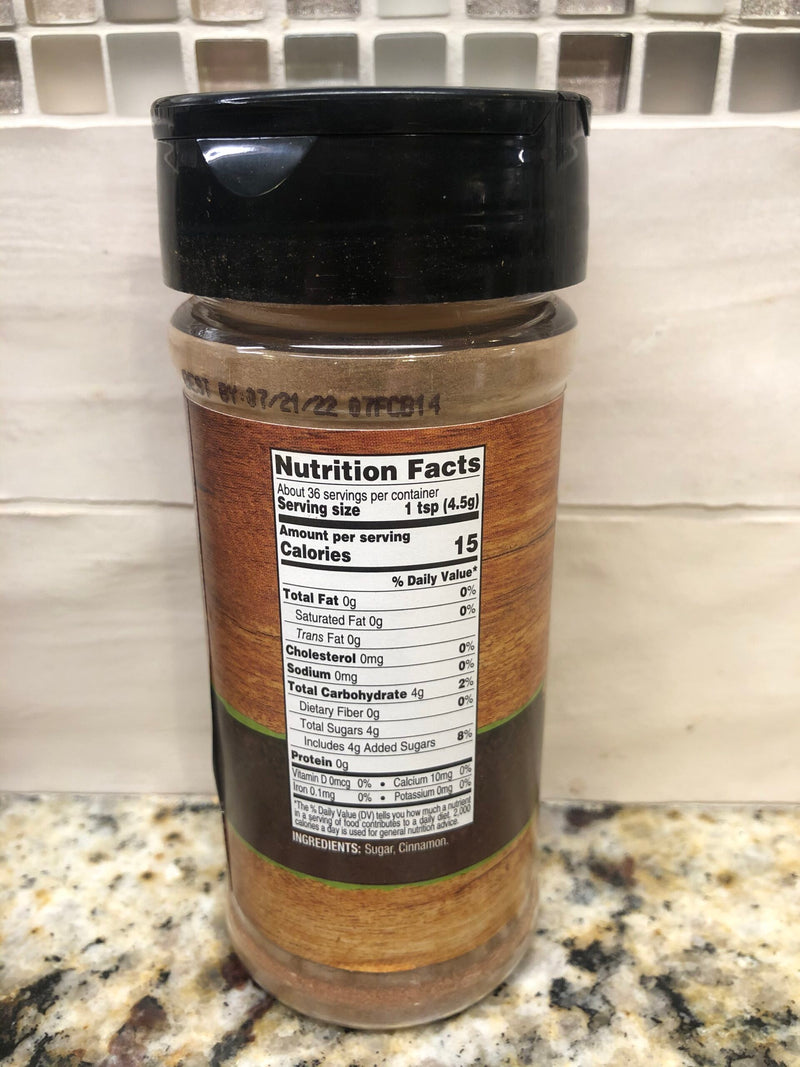 BEST BY 07/21/22 07FCB14
Nutrition Facts
About 36 servings per container
Serving size 1 tsp (4.5g)
Amount per serving
Calories 15
% Daily Value*
Total Fat 0g 0%
Saturated Fat 0g 0%
Trans Fat 0g
Cholesterol 0mg 0%
Sodium 0mg 0%
Total Carbohydrate 4g 2%
Dietary Fiber 0g 0%
Total Sugars 4g
Includes 4g Added Sugars 8%
Protein 0g
Vitamin D 0mcg 0% • Calcium 10mg 0%
Iron 0.1mg 0% • Potassium 0mg 0%
*The % Daily Value (DV) tells you how much a nutrient
in a serving of food contributes to a daily diet. 2,000
calories a day is used for general nutrition advice.
INGREDIENTS: Sugar, Cinnamon.